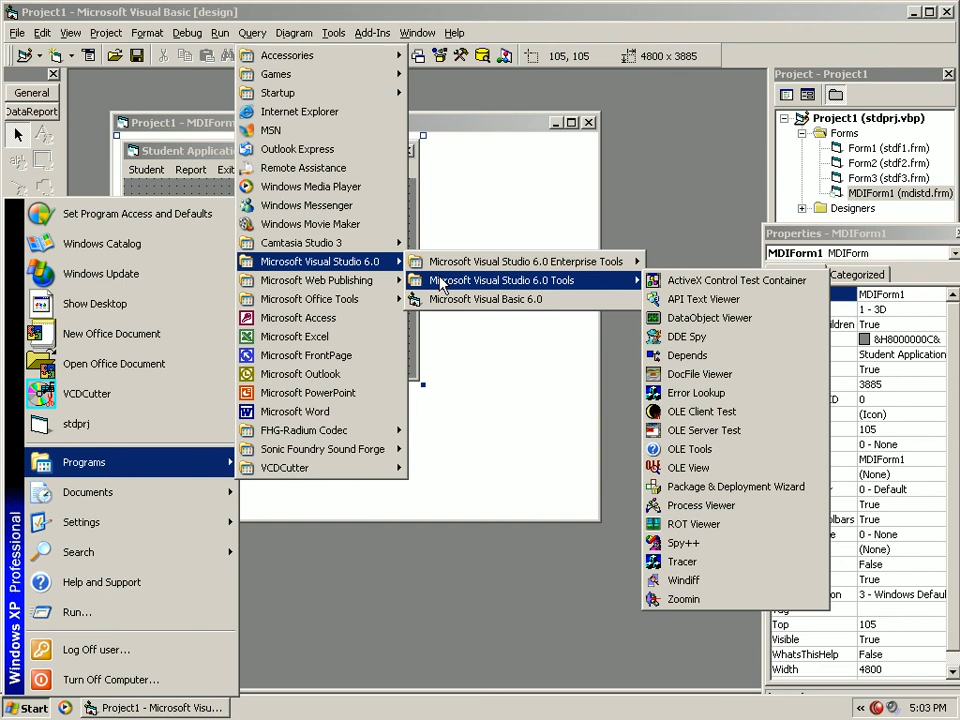 Project1 - Microsoft Visual Basic [design]
File Edit View Project Format Debug Run Query Diagram Tools Add-Ins Window Help
105, 105
4800 x 3885
General
DataReport
Project1 - MDIForm
Student Applicatio
Student Report Exit
Accessories
Games
Startup
Internet Explorer
MSN
Outlook Express
Remote Assistance
Windows Media Player
Windows Messenger
Windows Movie Maker
Camtasia Studio 3
Microsoft Visual Studio 6.0
Microsoft Web Publishing
Microsoft Office Tools
Microsoft Access
Microsoft Excel
Microsoft FrontPage
Microsoft Outlook
Microsoft PowerPoint
Microsoft Word
FHG-Radium Codec
Sonic Foundry Sound Forge
VCDCutter
Microsoft Visual Studio 6.0 Enterprise Tools
Microsoft Visual Studio 6.0 Tools
Microsoft Visual Basic 6.0
ActiveX Control Test Container
API Text Viewer
DataObject Viewer
DDE Spy
Depends
DocFile Viewer
Error Lookup
OLE Client Test
OLE Server Test
OLE Tools
OLE View
Package & Deployment Wizard
Process Viewer
ROT Viewer
Spy++
Tracer
Windiff
Zoomin
Set Program Access and Defaults
Windows Catalog
Windows Update
Show Desktop
New Office Document
Open Office Document
VCDCutter
stdprj
Programs
Documents
Settings
Search
Help and Support
Run...
Log Off user...
Turn Off Computer...
Windows XP Professional
Project - Project1
Project1 (stdprj.vbp)
Forms
Form1 (stdf1.frm)
Form2 (stdf2.frm)
Form3 (stdf3.frm)
MDIForm1 (mdistd.frm)
Designers
Properties - MDIForm1
MDIForm1 MDIForm
Categorized
MDIForm1
1 - 3D
hildren True
&H8000000C&
Student Application
True
3885
0
(Icon)
105
0 - None
MDIForm1
(None)
0 - Default
True
lbars True
0 - None
(None)
False
True
on 3 - Windows Defaul
Tag
Top 105
Visible True
WhatsThisHelp False
Width 4800
Start
Project1 - Microsoft Visu...
5:03 PM